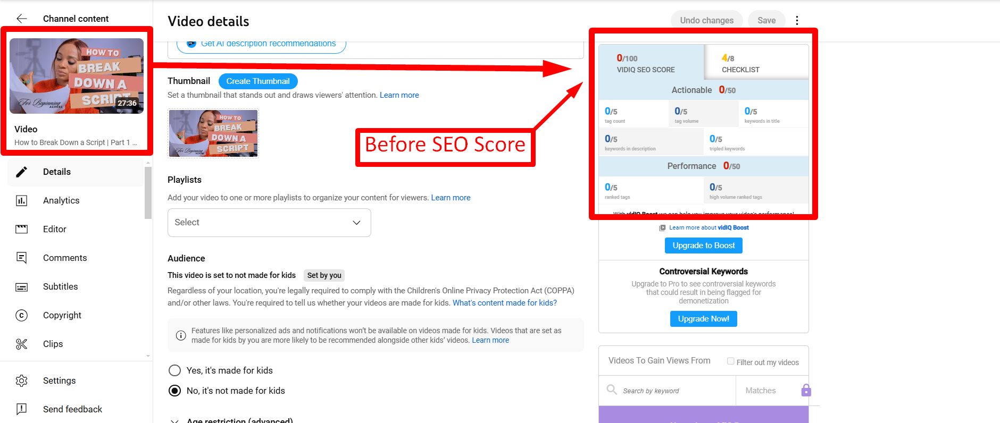 Channel content
HOW TO
BREAK
DOWN A
SCRIPT
For Beginning
ACTORS
27:36
Video
How to Break Down a Script | Part 1 ...
Details
Analytics
Editor
Comments
Subtitles
Copyright
Clips
Settings
Send feedback
Video details
Undo changes
Save
Get AI description recommendations
Thumbnail
Create Thumbnail
Set a thumbnail that stands out and draws viewers' attention. Learn more
HOW TO
BREAK
DOWN A
SCRIPT
For Beginning
ACTORS
Before SEO Score
Playlists
Add your video to one or more playlists to organize your content for viewers. Learn more
Select
Audience
This video is set to not made for kids Set by you
Regardless of your location, you're legally required to comply with the Children's Online Privacy Protection Act (COPPA)
and/or other laws. You're required to tell us whether your videos are made for kids. What's content made for kids?
Features like personalized ads and notifications won't be available on videos made for kids. Videos that are set as
made for kids by you are more likely to be recommended alongside other kids' videos. Learn more
Yes, it's made for kids
No, it's not made for kids
Age restriction (advanced)
0/100
VIDIQ SEO SCORE
4/8
CHECKLIST
Actionable 0/50
0/5
tag count
0/5
tag volume
0/5
keywords in title
0/5
keywords in description
0/5
tripled keywords
Performance 0/50
0/5
ranked tags
0/5
high volume ranked tags
With vidIQ Boost we can help you improve your video's performance!
Learn more about vidIQ Boost
Upgrade to Boost
Controversial Keywords
Upgrade to Pro to see controversial keywords
that could result in being flagged for
demonetization
Upgrade Now!
Videos To Gain Views From
Filter out my videos
Search by keyword
Matches